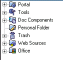 Portal
Tools
Doc Components
Personal Folder
Trash
Web Sources
Office